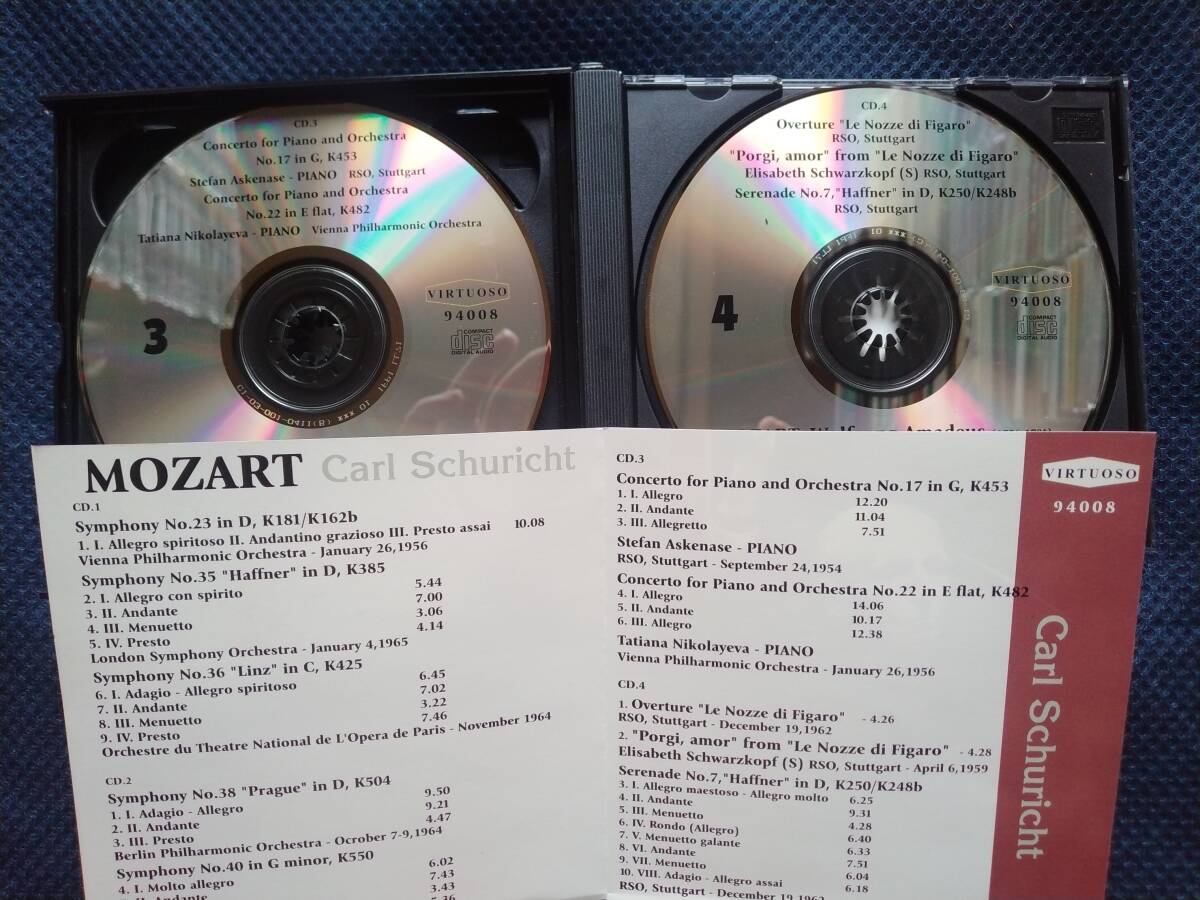 CD.3
Concerto for Piano and Orchestra
No.17 in G, K453
Stefan Askenase - PIANO RSO, Stuttgart
Concerto for Piano and Orchestra
No.22 in E flat, K482
Tatiana Nikolayeva - PIANO Vienna Philharmonic Orchestra
3
VIRTUOSO
94008
COMPACT
disc
DIGITAL AUDIO
CD.4
Overture "Le Nozze di Figaro"
RSO, Stuttgart
"Porgi, amor" from "Le Nozze di Figaro"
Elisabeth Schwarzkopf (S) RSO, Stuttgart
Serenade No.7,"Haffner" in D, K250/K248b
RSO, Stuttgart
4
VIRTUOSO
94008
COMPACT
disc
DIGITAL AUDIO
MOZART Carl Schuricht
CD.1
Symphony No.23 in D, K181/K162b
1. I. Allegro spiritoso II. Andantino grazioso III. Presto assai 10.08
Vienna Philharmonic Orchestra - January 26,1956
Symphony No.35 "Haffner" in D, K385
2. I. Allegro con spirito 5.44
3. II. Andante 7.00
4. III. Menuetto 3.06
5. IV. Presto 4.14
London Symphony Orchestra - January 4,1965
Symphony No.36 "Linz" in C, K425
6. I. Adagio - Allegro spiritoso 6.45
7. II. Andante 7.02
8. III. Menuetto 3.22
9. IV. Presto 7.46
Orchestre du Theatre National de L'Opera de Paris - November 1964
CD.2
Symphony No.38 "Prague" in D, K504
1. I. Adagio - Allegro 9.50
2. II. Andante 9.21
3. III. Presto 4.47
Berlin Philharmonic Orchestra - Ocrober 7-9,1964
Symphony No.40 in G minor, K550
4. I. Molto allegro 6.02
7.43
3.43
CD.3
Concerto for Piano and Orchestra No.17 in G, K453
1. I. Allegro 12.20
2. II. Andante 11.04
3. III. Allegretto 7.51
Stefan Askenase - PIANO
RSO, Stuttgart - September 24,1954
Concerto for Piano and Orchestra No.22 in E flat, K482
4. I. Allegro 14.06
5. II. Andante 10.17
6. III. Allegro 12.38
Tatiana Nikolayeva - PIANO
Vienna Philharmonic Orchestra - January 26,1956
CD.4
1. Overture "Le Nozze di Figaro" - 4.26
RSO, Stuttgart - December 19,1962
2. "Porgi, amor" from "Le Nozze di Figaro" - 4.28
Elisabeth Schwarzkopf (S) RSO, Stuttgart - April 6,1959
Serenade No.7,"Haffner" in D, K250/K248b
3. I. Allegro maestoso - Allegro molto 6.25
4. II. Andante 9.31
5. III. Menuetto 4.28
6. IV. Rondo (Allegro) 6.40
7. V. Menuetto galante 6.33
8. VI. Andante 7.51
9. VII. Menuetto 6.04
10. VIII. Adagio - Allegro assai 6.18
RSO, Stuttgart - December 19,1962
VIRTUOSO
94008
Carl Schuricht